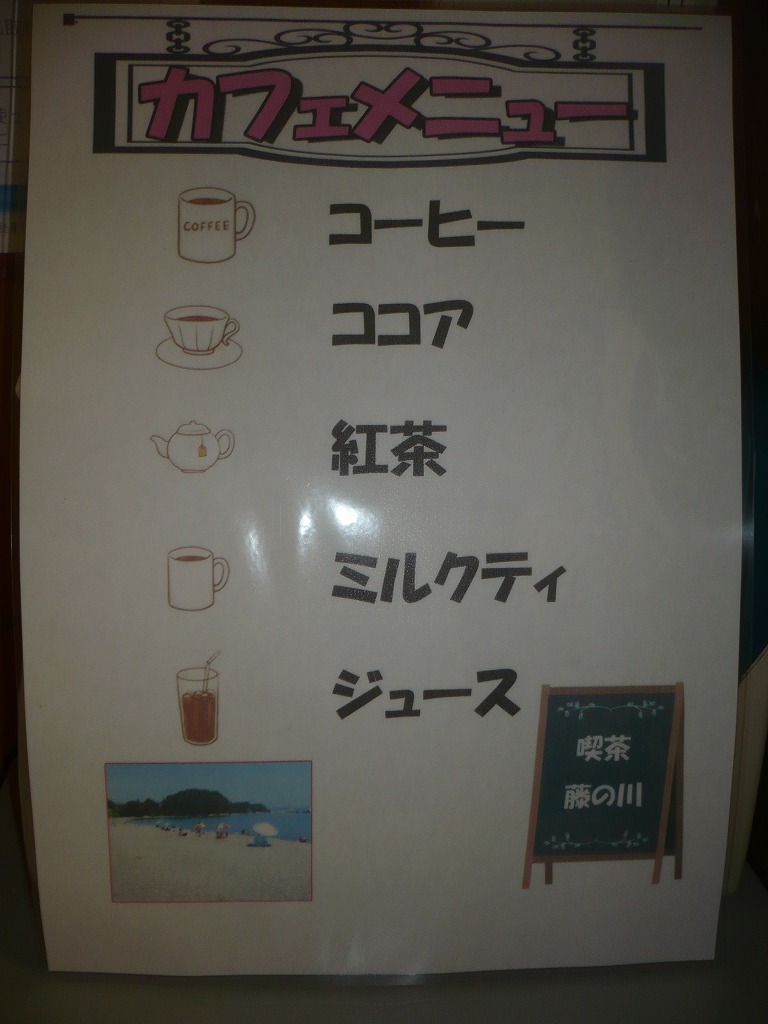 カフェメニュー
COFFEE
コーヒー
ココア
紅茶
ミルクティ
ジュース
喫茶
藤の川